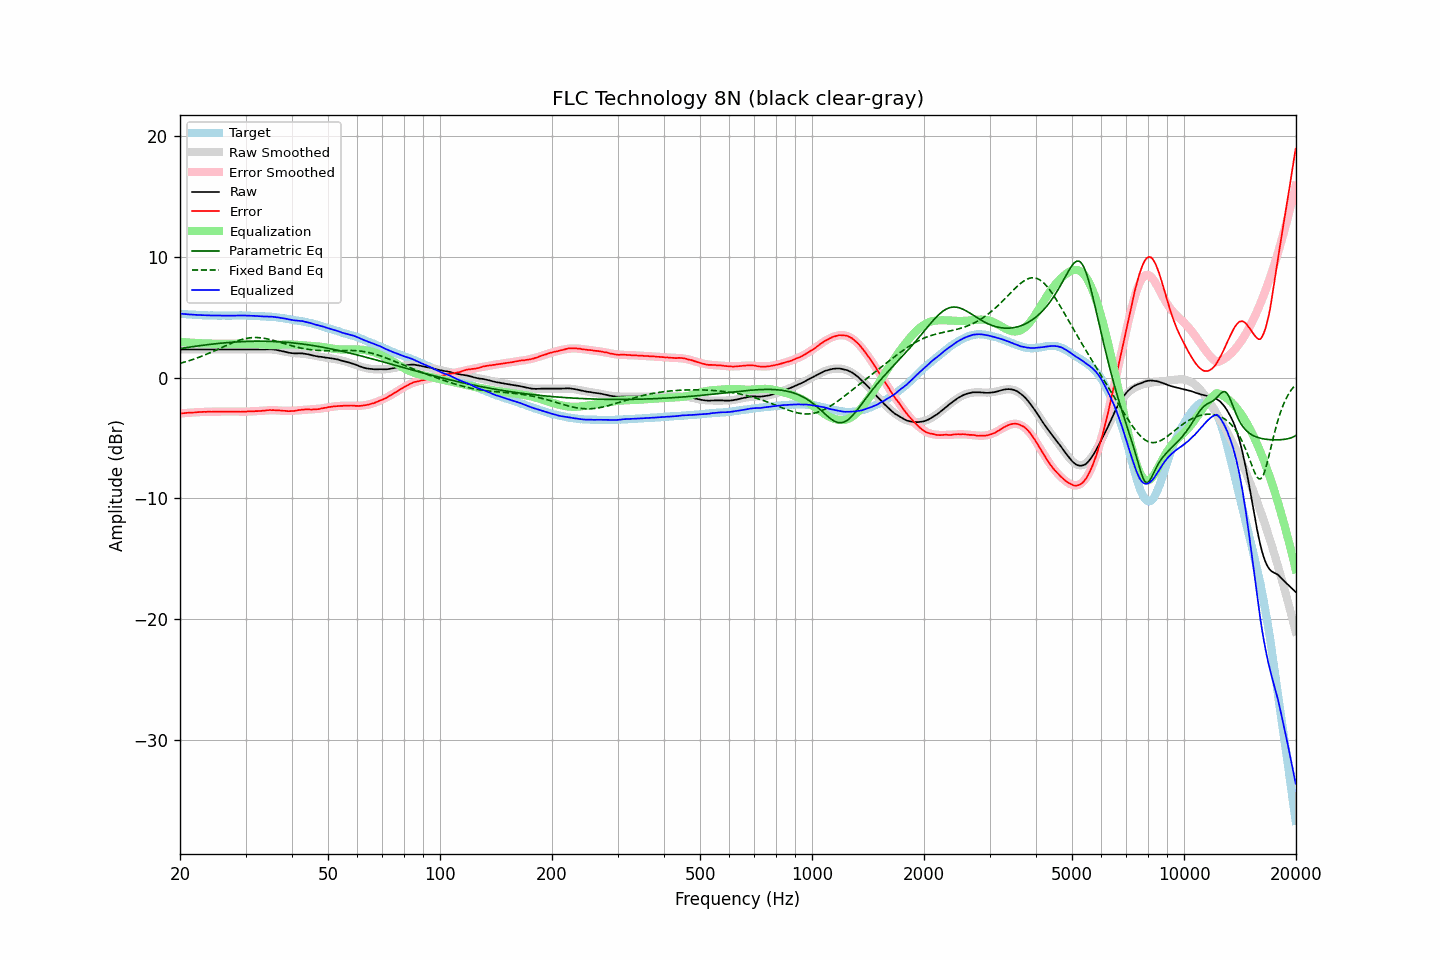 FLC Technology 8N (black clear-gray)
Target
Raw Smoothed
Error Smoothed
Raw
Error
Equalization
Parametric Eq
Fixed Band Eq
Equalized
20
10
0
−10
−20
−30
Amplitude (dBr)
20 50 100 200 500 1000 2000 5000 10000 20000
Frequency (Hz)